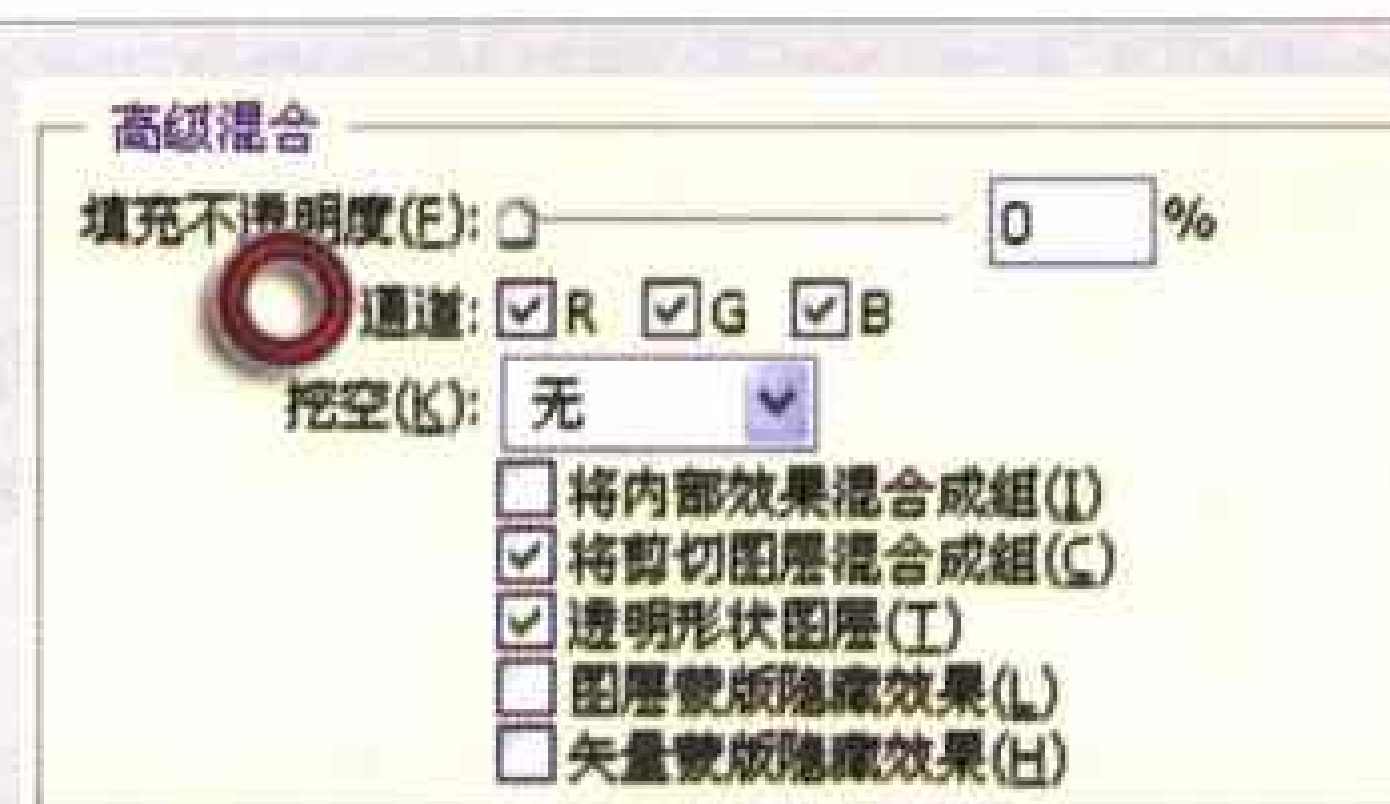 高级混合
填充不透明度(F): 0 %
通道: R G B
挖空(K): 无
将内部效果混合成组(I)
将剪切图层混合成组(C)
透明形状图层(T)
图层蒙版隐藏效果(L)
矢量蒙版隐藏效果(H)